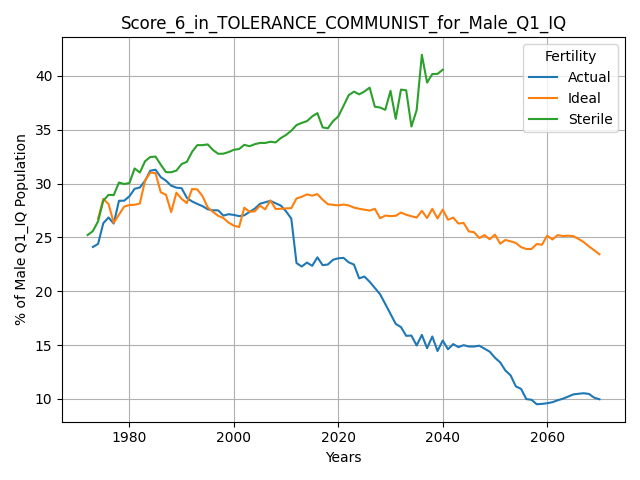 Score_6_in_TOLERANCE_COMMUNIST_for_Male_Q1_IQ
Fertility
Actual
Ideal
Sterile
% of Male Q1_IQ Population
40
35
30
25
20
15
10
1980
2000
2020
2040
2060
Years